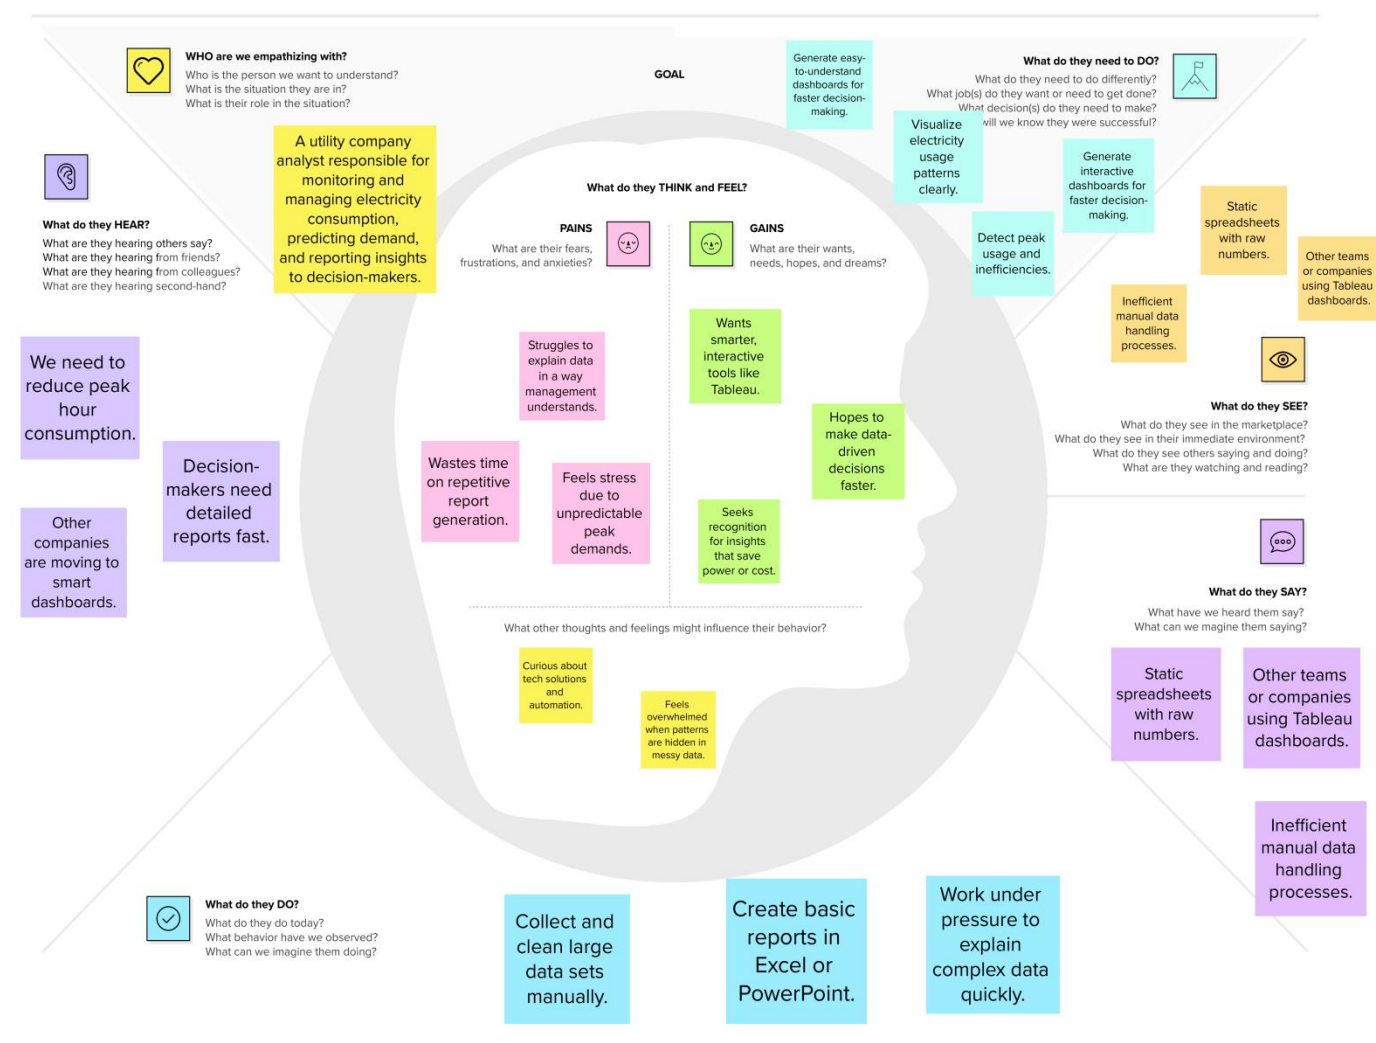 WHO are we empathizing with?
Who is the person we want to understand?
What is the situation they are in?
What is their role in the situation?
A utility company
analyst responsible for
monitoring and
managing electricity
consumption,
predicting demand,
and reporting insights
to decision-makers.
GOAL
What do they need to DO?
What do they need to do differently?
What job(s) do they want or need to get done?
What decision(s) do they need to make?
will we know they were successful?
Generate easy-
to-understand
dashboards for
faster decision-
making.
Visualize
electricity
usage
patterns
clearly.
Generate
interactive
dashboards for
faster decision-
making.
Detect peak
usage and
inefficiencies.
What do they HEAR?
What are they hearing others say?
What are they hearing from friends?
What are they hearing from colleagues?
What are they hearing second-hand?
We need to
reduce peak
hour
consumption.
Decision-
makers need
detailed
reports fast.
Other
companies
are moving to
smart
dashboards.
What do they THINK and FEEL?
PAINS
What are their fears,
frustrations, and anxieties?
Struggles to
explain data
in a way
management
understands.
Wastes time
on repetitive
report
generation.
Feels stress
due to
unpredictable
peak
demands.
GAINS
What are their wants,
needs, hopes, and dreams?
Wants
smarter,
interactive
tools like
Tableau.
Hopes to
make data-
driven
decisions
faster.
Seeks
recognition
for insights
that save
power or cost.
What other thoughts and feelings might influence their behavior?
Curious about
tech solutions
and
automation.
Feels
overwhelmed
when patterns
are hidden in
messy data.
Static
spreadsheets
with raw
numbers.
Other teams
or companies
using Tableau
dashboards.
Inefficient
manual data
handling
processes.
What do they SEE?
What do they see in the marketplace?
What do they see in their immediate environment?
What do they see others saying and doing?
What are they watching and reading?
What do they SAY?
What have we heard them say?
What can we magine them saying?
Static
spreadsheets
with raw
numbers.
Other teams
or companies
using Tableau
dashboards.
Inefficient
manual data
handling
processes.
What do they DO?
What do they do today?
What behavior have we observed?
What can we imagine them doing?
Collect and
clean large
data sets
manually.
Create basic
reports in
Excel or
PowerPoint.
Work under
pressure to
explain
complex data
quickly.